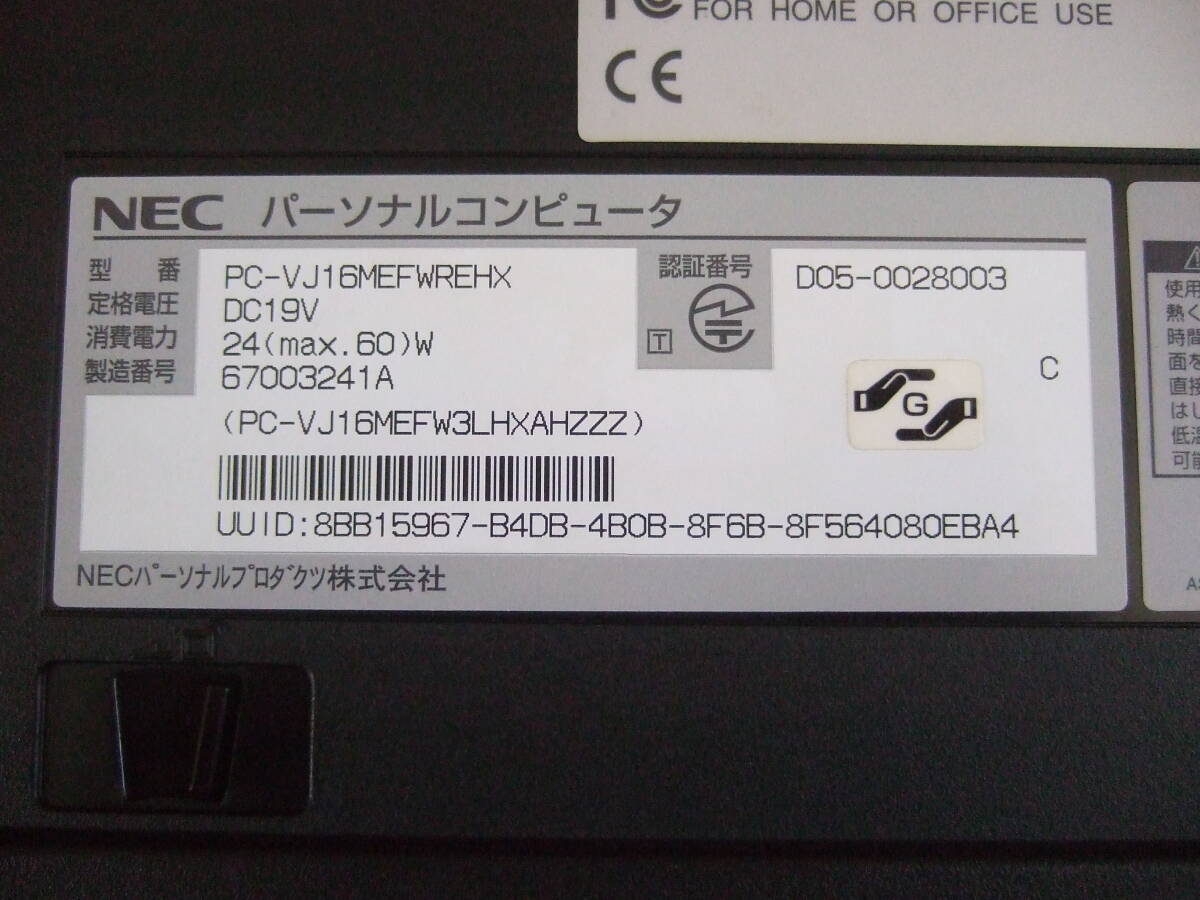 FOR HOME OR OFFICE USE
CE
NEC パーソナルコンピュータ
型番 PC-VJ16MEFWREHX
定格電圧 DC19V
消費電力 24(max.60)W
製造番号 67003241A
(PC-VJ16MEFW3LHXAHZZZ)
認証番号 D05-0028003
T
G
C
UUID:8BB15967-B4DB-4B0B-8F6B-8F564080EBA4
NECパーソナルプロダクツ株式会社
使用
熱く
時間
面を
直接
はし
低温
可能